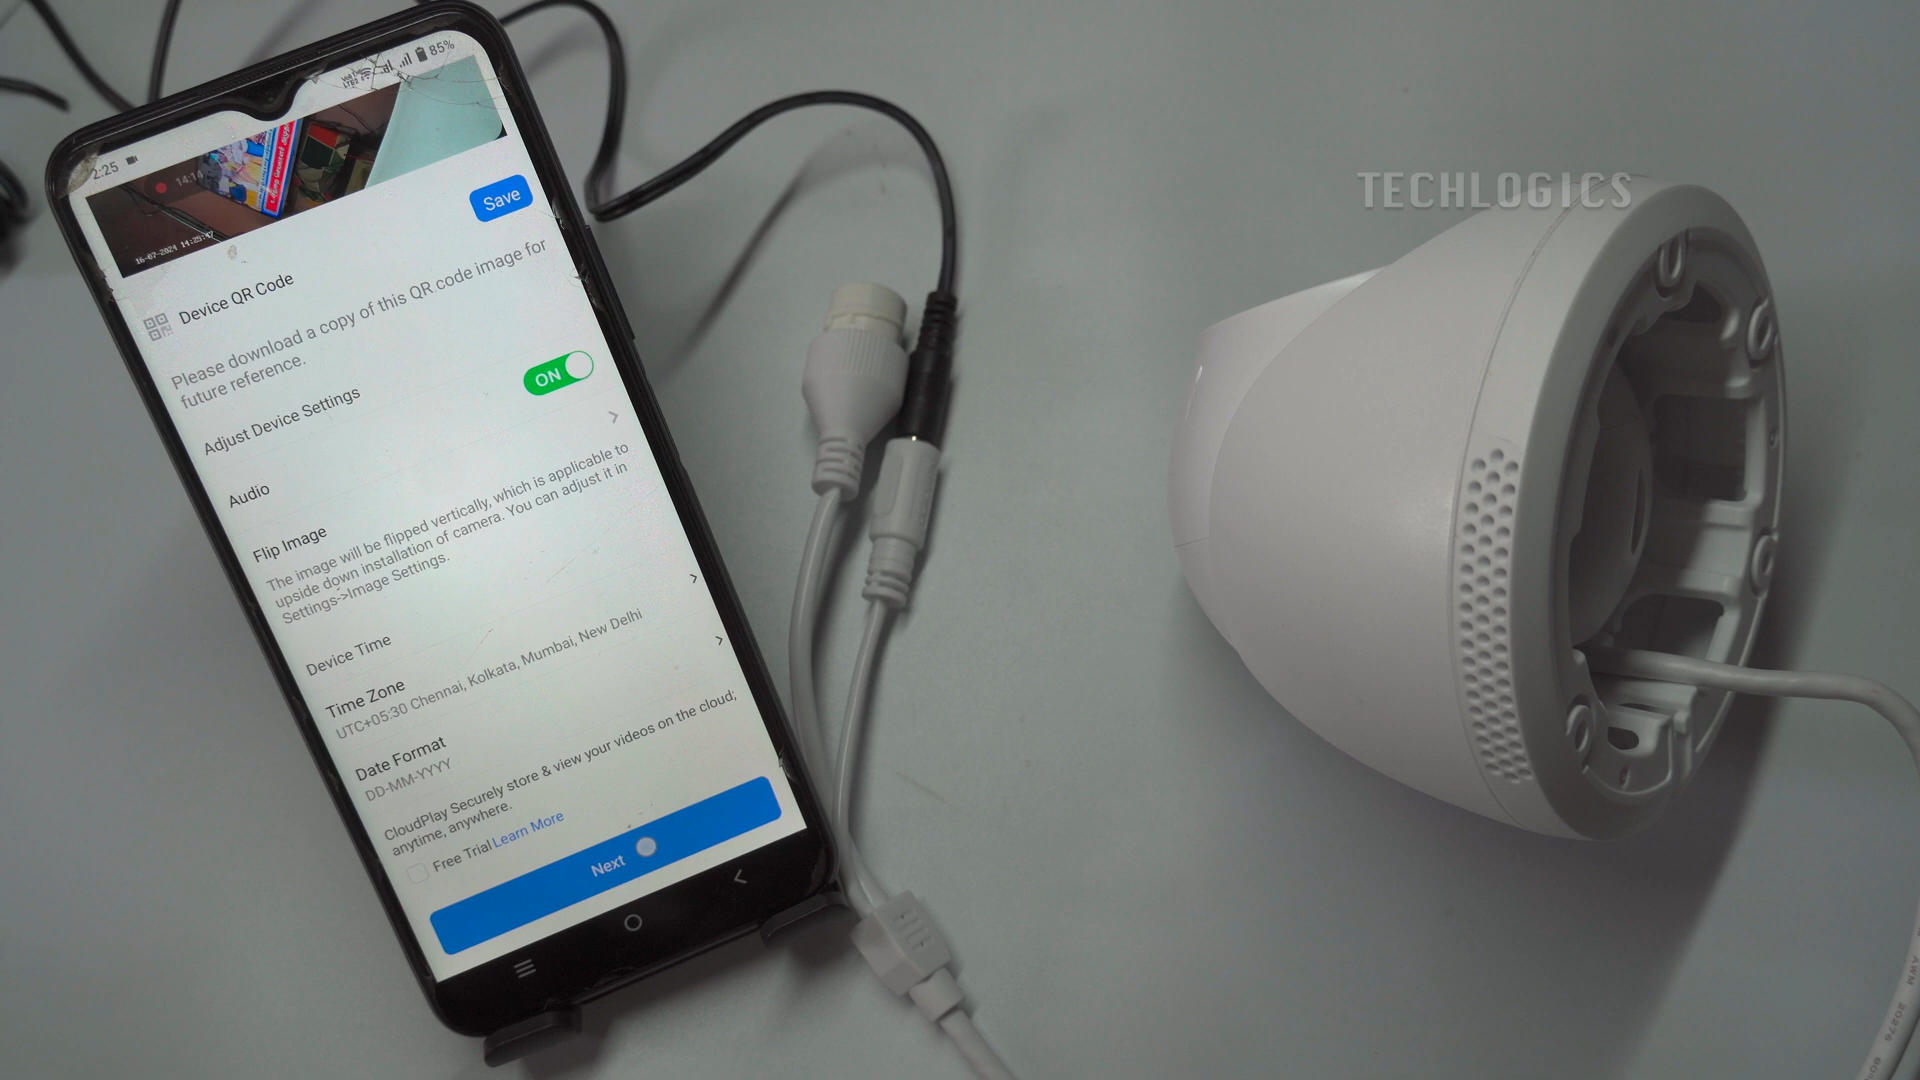 2:25
85%
14:14
16-07-2024 14:25:47
Save
Device QR Code
Please download a copy of this QR code image for
future reference.
Adjust Device Settings
ON
Audio
Flip Image
The image will be flipped vertically, which is applicable to
upside down installation of camera. You can adjust it in
Settings->Image Settings.
Device Time
Time Zone
UTC+05:30 Chennai, Kolkata, Mumbai, New Delhi
Date Format
DD-MM-YYYY
CloudPlay Securely store & view your videos on the cloud;
anytime, anywhere.
Free Trial Learn More
Next
TECHLOGICS
AWM 20276